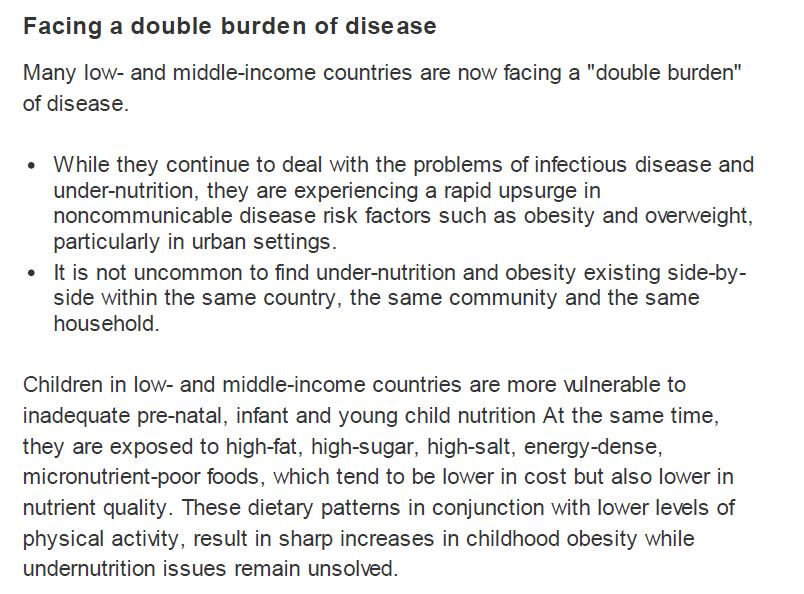 Facing a double burden of disease
Many low- and middle-income countries are now facing a "double burden"
of disease.
• While they continue to deal with the problems of infectious disease and
under-nutrition, they are experiencing a rapid upsurge in
noncommunicable disease risk factors such as obesity and overweight,
particularly in urban settings.
• It is not uncommon to find under-nutrition and obesity existing side-by-
side within the same country, the same community and the same
household.
Children in low- and middle-income countries are more vulnerable to
inadequate pre-natal, infant and young child nutrition At the same time,
they are exposed to high-fat, high-sugar, high-salt, energy-dense,
micronutrient-poor foods, which tend to be lower in cost but also lower in
nutrient quality. These dietary patterns in conjunction with lower levels of
physical activity, result in sharp increases in childhood obesity while
undernutrition issues remain unsolved.